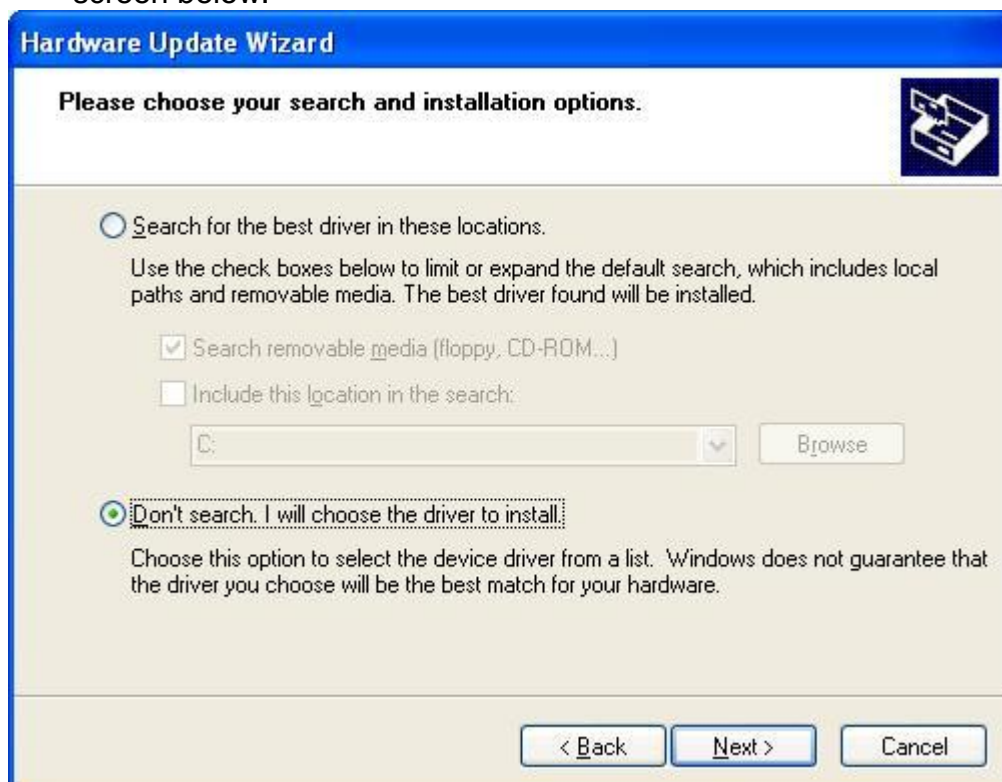 screen below.
Hardware Update Wizard
Please choose your search and installation options.
Search for the best driver in these locations.
Use the check boxes below to limit or expand the default search, which includes local
paths and removable media. The best driver found will be installed.
Search removable media (floppy, CD-ROM...)
Include this location in the search:
C:
Browse
Don't search. I will choose the driver to install.
Choose this option to select the device driver from a list. Windows does not guarantee that
the driver you choose will be the best match for your hardware.
< Back Next > Cancel